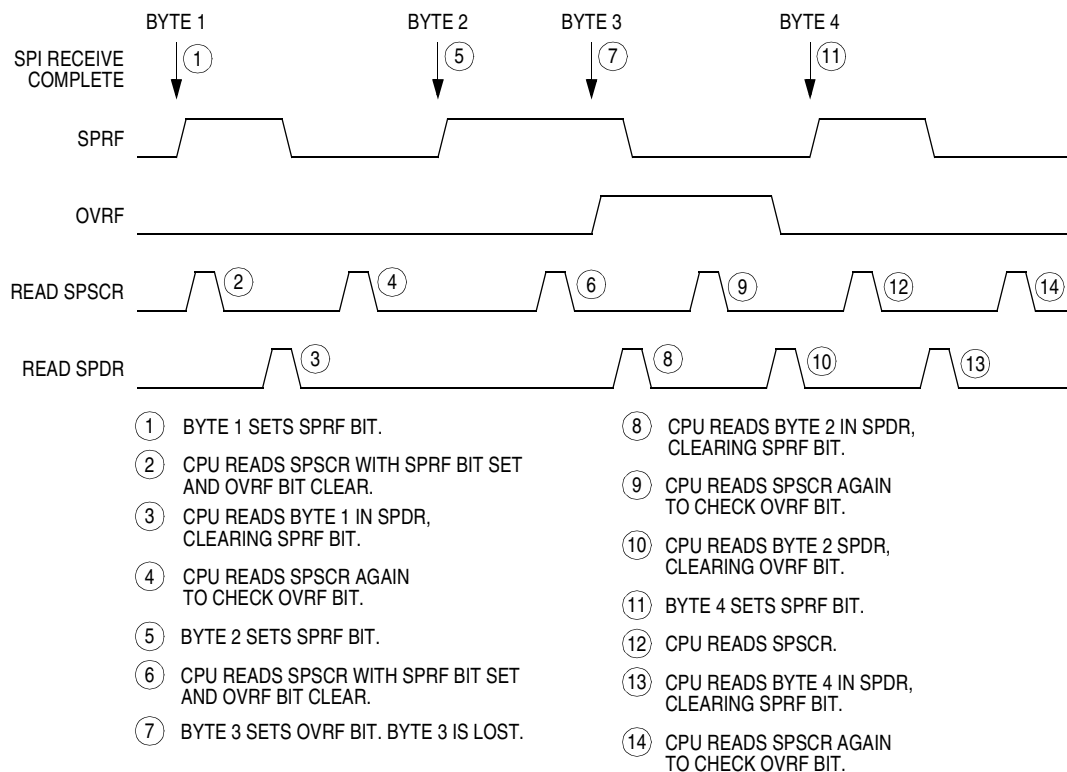 BYTE 1 BYTE 2 BYTE 3 BYTE 4
SPI RECEIVE
COMPLETE
1 5 7 11
SPRF
OVRF
READ SPSCR
2 4 6 9 12 14
READ SPDR
3 8 10 13
1 BYTE 1 SETS SPRF BIT.
2 CPU READS SPSCR WITH SPRF BIT SET
AND OVRF BIT CLEAR.
3 CPU READS BYTE 1 IN SPDR,
CLEARING SPRF BIT.
4 CPU READS SPSCR AGAIN
TO CHECK OVRF BIT.
5 BYTE 2 SETS SPRF BIT.
6 CPU READS SPSCR WITH SPRF BIT SET
AND OVRF BIT CLEAR.
7 BYTE 3 SETS OVRF BIT. BYTE 3 IS LOST.
8 CPU READS BYTE 2 IN SPDR,
CLEARING SPRF BIT.
9 CPU READS SPSCR AGAIN
TO CHECK OVRF BIT.
10 CPU READS BYTE 2 SPDR,
CLEARING OVRF BIT.
11 BYTE 4 SETS SPRF BIT.
12 CPU READS SPSCR.
13 CPU READS BYTE 4 IN SPDR,
CLEARING SPRF BIT.
14 CPU READS SPSCR AGAIN
TO CHECK OVRF BIT.